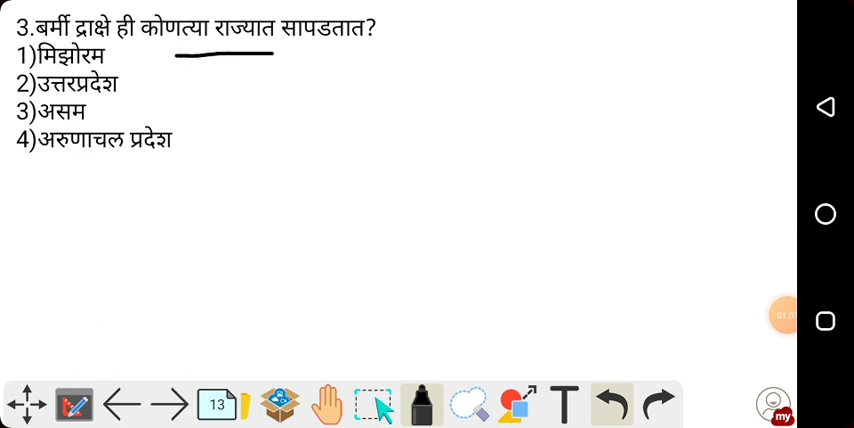 3.बर्मी द्राक्षे ही कोणत्या राज्यात सापडतात?
1)मिझोरम
2)उत्तरप्रदेश
3)असम
4)अरुणाचल प्रदेश
13
T
my